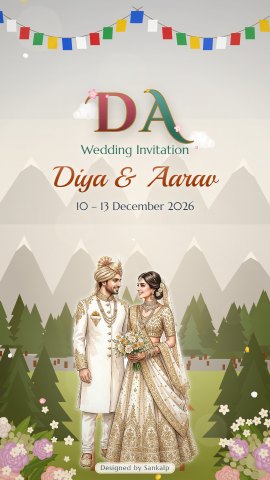 DA
Wedding Invitation
Diya & Aarav
10 – 13 December 2026
Designed by Sankalp